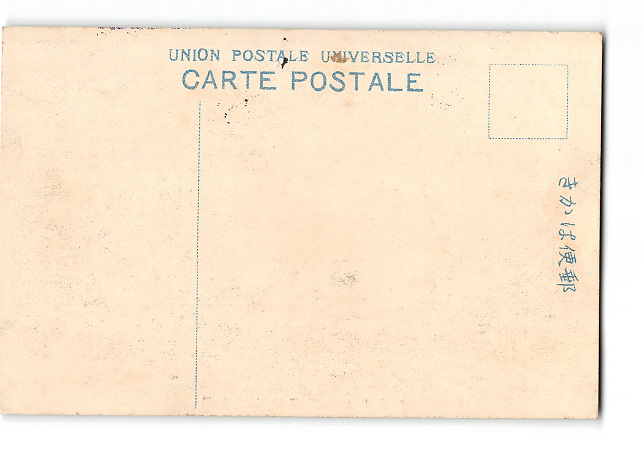 UNION POSTALE UNIVERSELLE
CARTE POSTALE
きかは便郵